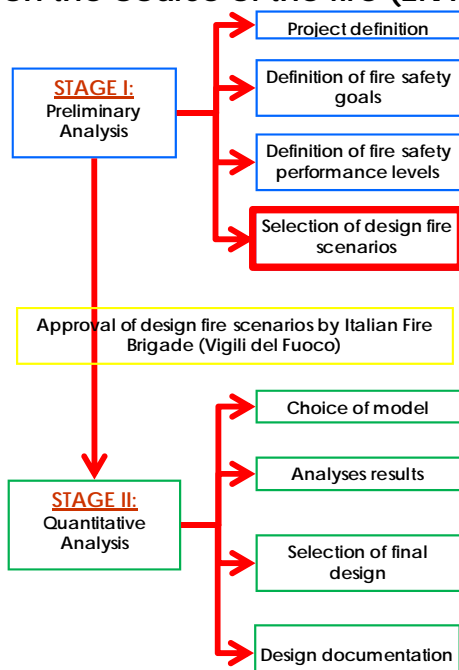 Project definition
STAGE I:
Preliminary
Analysis
Definition of fire safety
goals
Definition of fire safety
performance levels
Selection of design fire
scenarios
Approval of design fire scenarios by Italian Fire
Brigade (Vigili del Fuoco)
Choice of model
STAGE II:
Quantitative
Analysis
Analyses results
Selection of final
design
Design documentation